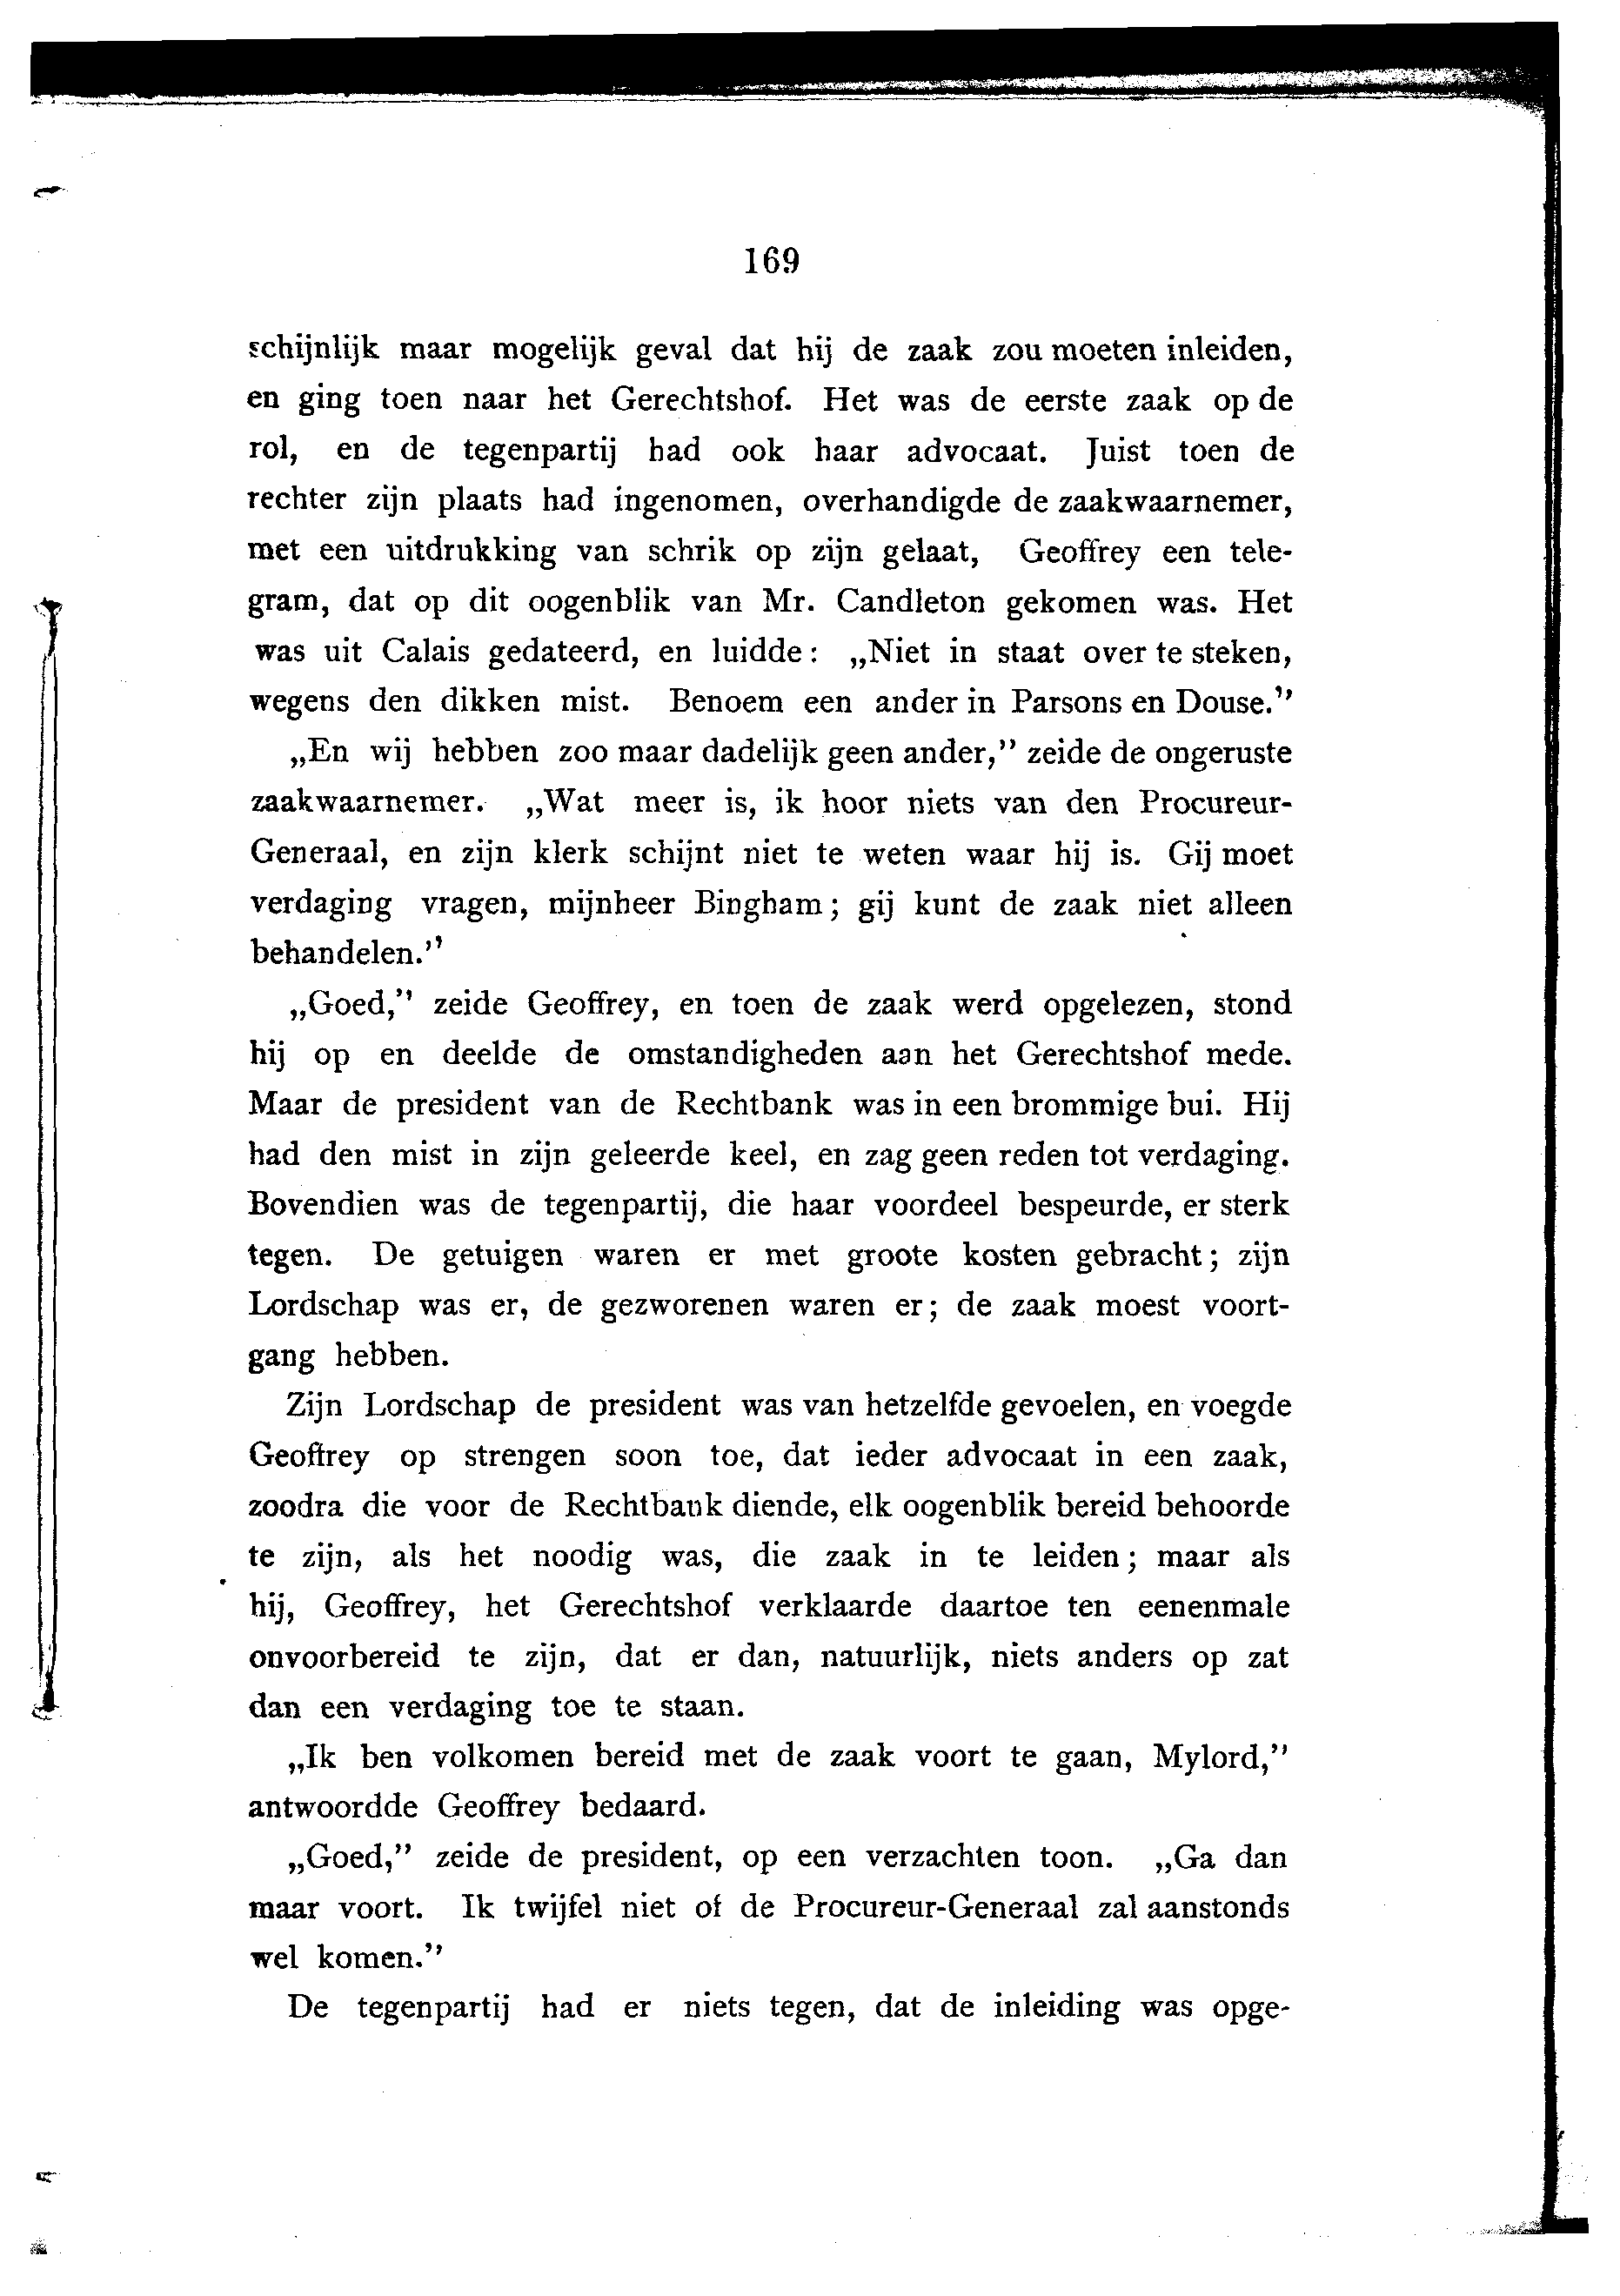 169
schijnlijk maar mogelijk geval dat hij de zaak zou moeten inleiden,
en ging toen naar het Gerechtshof. Het was de eerste zaak op de
rol, en de tegenpartij had ook haar advocaat. Juist toen de
rechter zijn plaats had ingenomen, overhandigde de zaakwaarnemer,
met een uitdrukking van schrik op zijn gelaat, Geoffrey een tele-
gram, dat op dit oogenblik van Mr. Candleton gekomen was. Het
was uit Calais gedateerd, en luidde: „Niet in staat over te steken,
wegens den dikken mist. Benoem een ander in Parsons en Douse.”
„En wij hebben zoo maar dadelijk geen ander,” zeide de ongeruste
zaakwaarnemer. „Wat meer is, ik hoor niets van den Procureur-
Generaal, en zijn klerk schijnt niet te weten waar hij is. Gij moet
verdaging vragen, mijnheer Bingham; gij kunt de zaak niet alleen
behandelen.”
„Goed,” zeide Geoffrey, en toen de zaak werd opgelezen, stond
hij op en deelde de omstandigheden aan het Gerechtshof mede.
Maar de president van de Rechtbank was in een brommige bui. Hij
had den mist in zijn geleerde keel, en zag geen reden tot verdaging.
Bovendien was de tegenpartij, die haar voordeel bespeurde, er sterk
tegen. De getuigen waren er met groote kosten gebracht; zijn
Lordschap was er, de gezworenen waren er; de zaak moest voort-
gang hebben.
Zijn Lordschap de president was van hetzelfde gevoelen, en voegde
Geoffrey op strengen soon toe, dat ieder advocaat in een zaak,
zoodra die voor de Rechtbank diende, elk oogenblik bereid behoorde
te zijn, als het noodig was, die zaak in te leiden; maar als
hij, Geoffrey, het Gerechtshof verklaarde daartoe ten eenenmale
onvoorbereid te zijn, dat er dan, natuurlijk, niets anders op zat
dan een verdaging toe te staan.
„Ik ben volkomen bereid met de zaak voort te gaan, Mylord,”
antwoordde Geoffrey bedaard.
„Goed,” zeide de president, op een verzachten toon. „Ga dan
maar voort. Ik twijfel niet of de Procureur-Generaal zal aanstonds
wel komen.”
De tegenpartij had er niets tegen, dat de inleiding was opge-